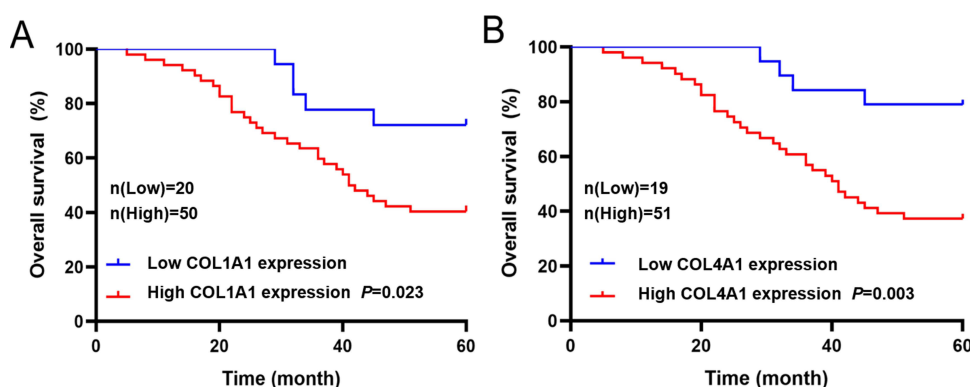 A
Overall survival (%)
100
80
60
40
20
0
n(Low)=20
n(High)=50
Low COL1A1 expression
High COL1A1 expression P=0.023
0
20
40
60
Time (month)
B
Overall survival (%)
100
80
60
40
20
0
n(Low)=19
n(High)=51
Low COL4A1 expression
High COL4A1 expression P=0.003
0
20
40
60
Time (month)